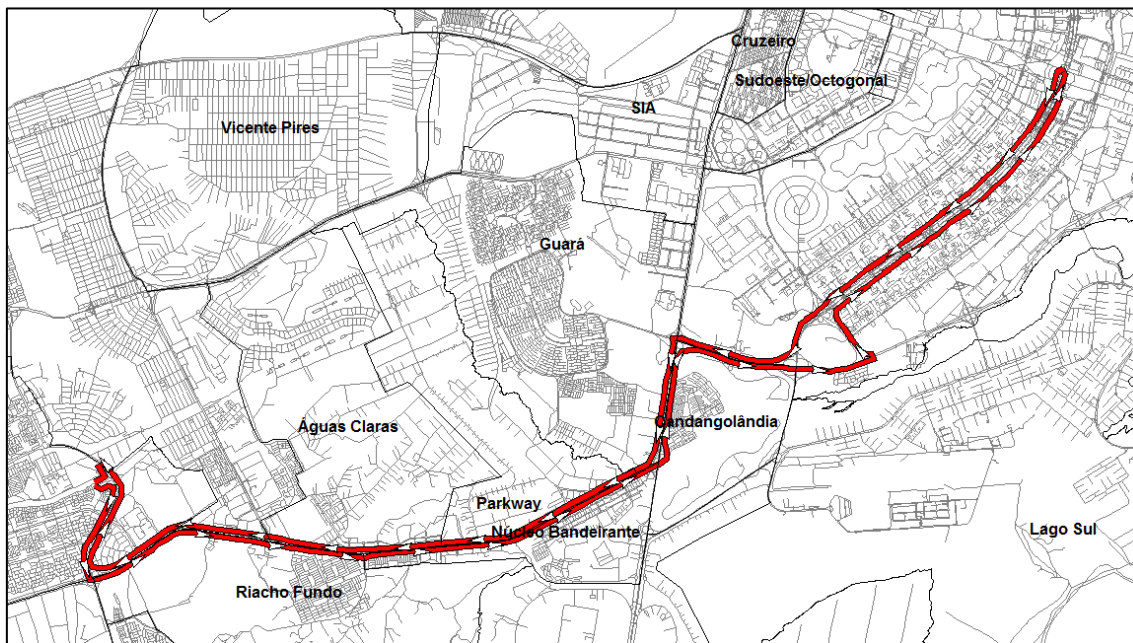 Cruzeiro
Sudoeste/Octogonal
SIA
Vicente Pires
Guará
Candangolândia
Águas Claras
Parkway
Núcleo Bandeirante
Lago Sul
Riacho Fundo